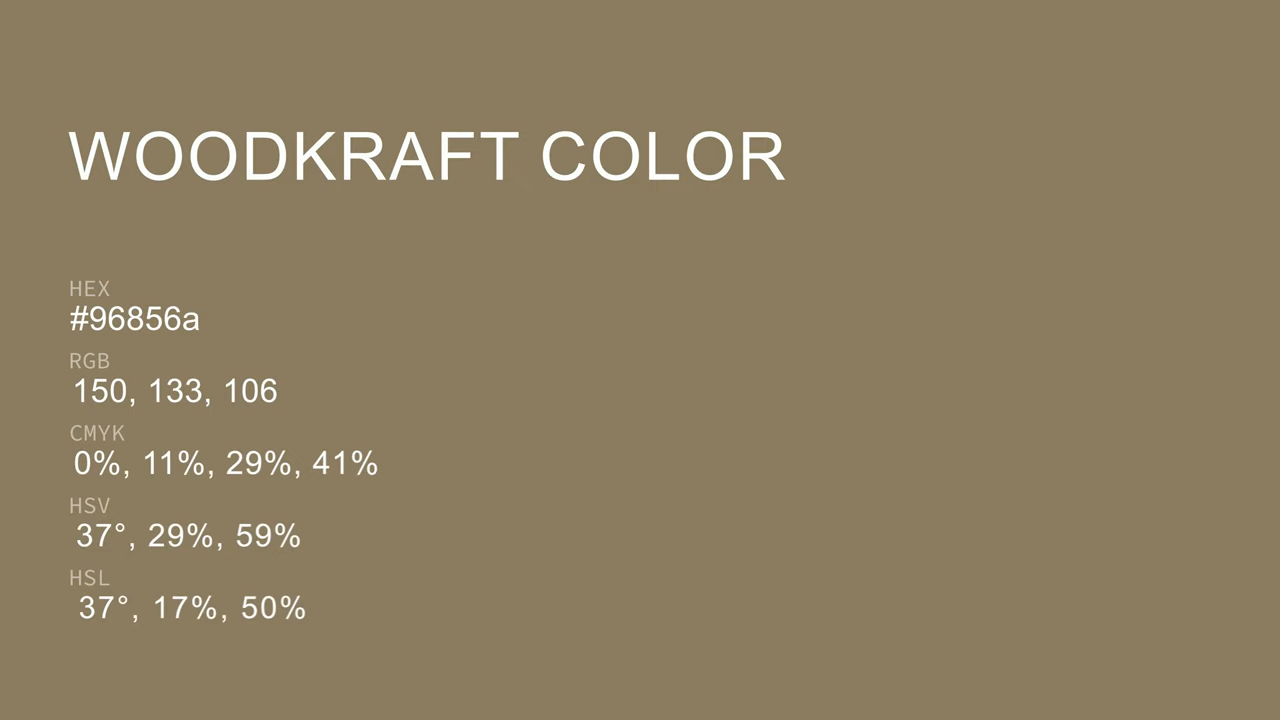 WOODKRAFT COLOR
HEX
#96856a
RGB
150, 133, 106
CMYK
0%, 11%, 29%, 41%
HSV
37°, 29%, 59%
HSL
37°, 17%, 50%